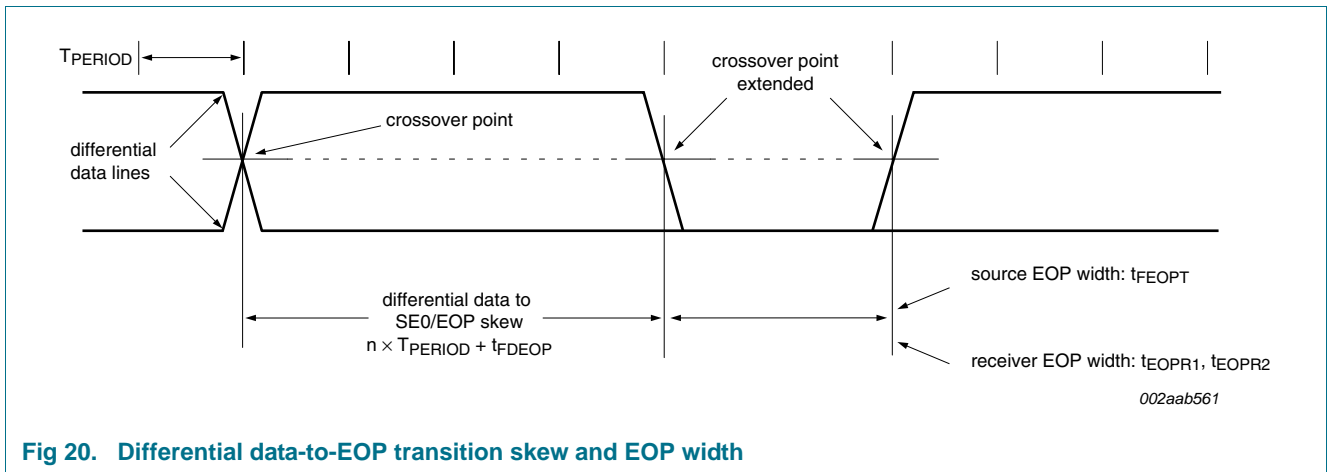 TPERIOD
crossover point
extended
crossover point
differential
data lines
differential data to
SE0/EOP skew
n × TPERIOD + tFDEOP
source EOP width: tFEOPT
receiver EOP width: tEOPR1, tEOPR2
002aab561
Fig 20. Differential data-to-EOP transition skew and EOP width